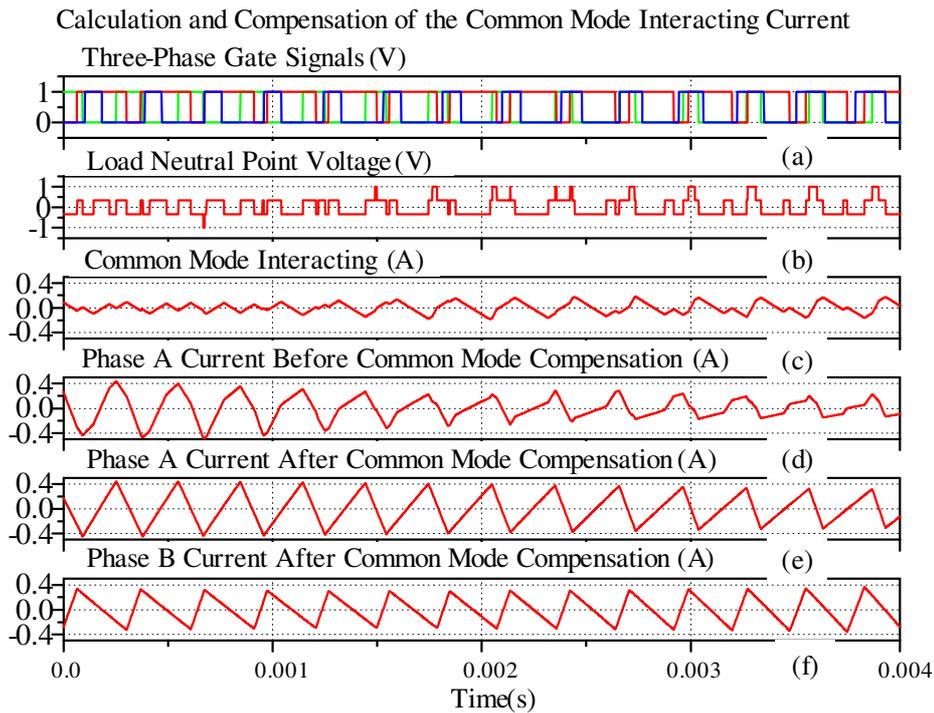 Calculation and Compensation of the Common Mode Interacting Current
Three-Phase Gate Signals (V)
1
0
(a)
Load Neutral Point Voltage (V)
1
0
-1
(b)
Common Mode Interacting (A)
0.4
0.0
-0.4
(c)
Phase A Current Before Common Mode Compensation (A)
0.4
0.0
-0.4
(d)
Phase A Current After Common Mode Compensation (A)
0.4
0.0
-0.4
(e)
Phase B Current After Common Mode Compensation (A)
0.4
0.0
-0.4
(f)
0.0 0.001 0.002 0.003 0.004
Time(s)